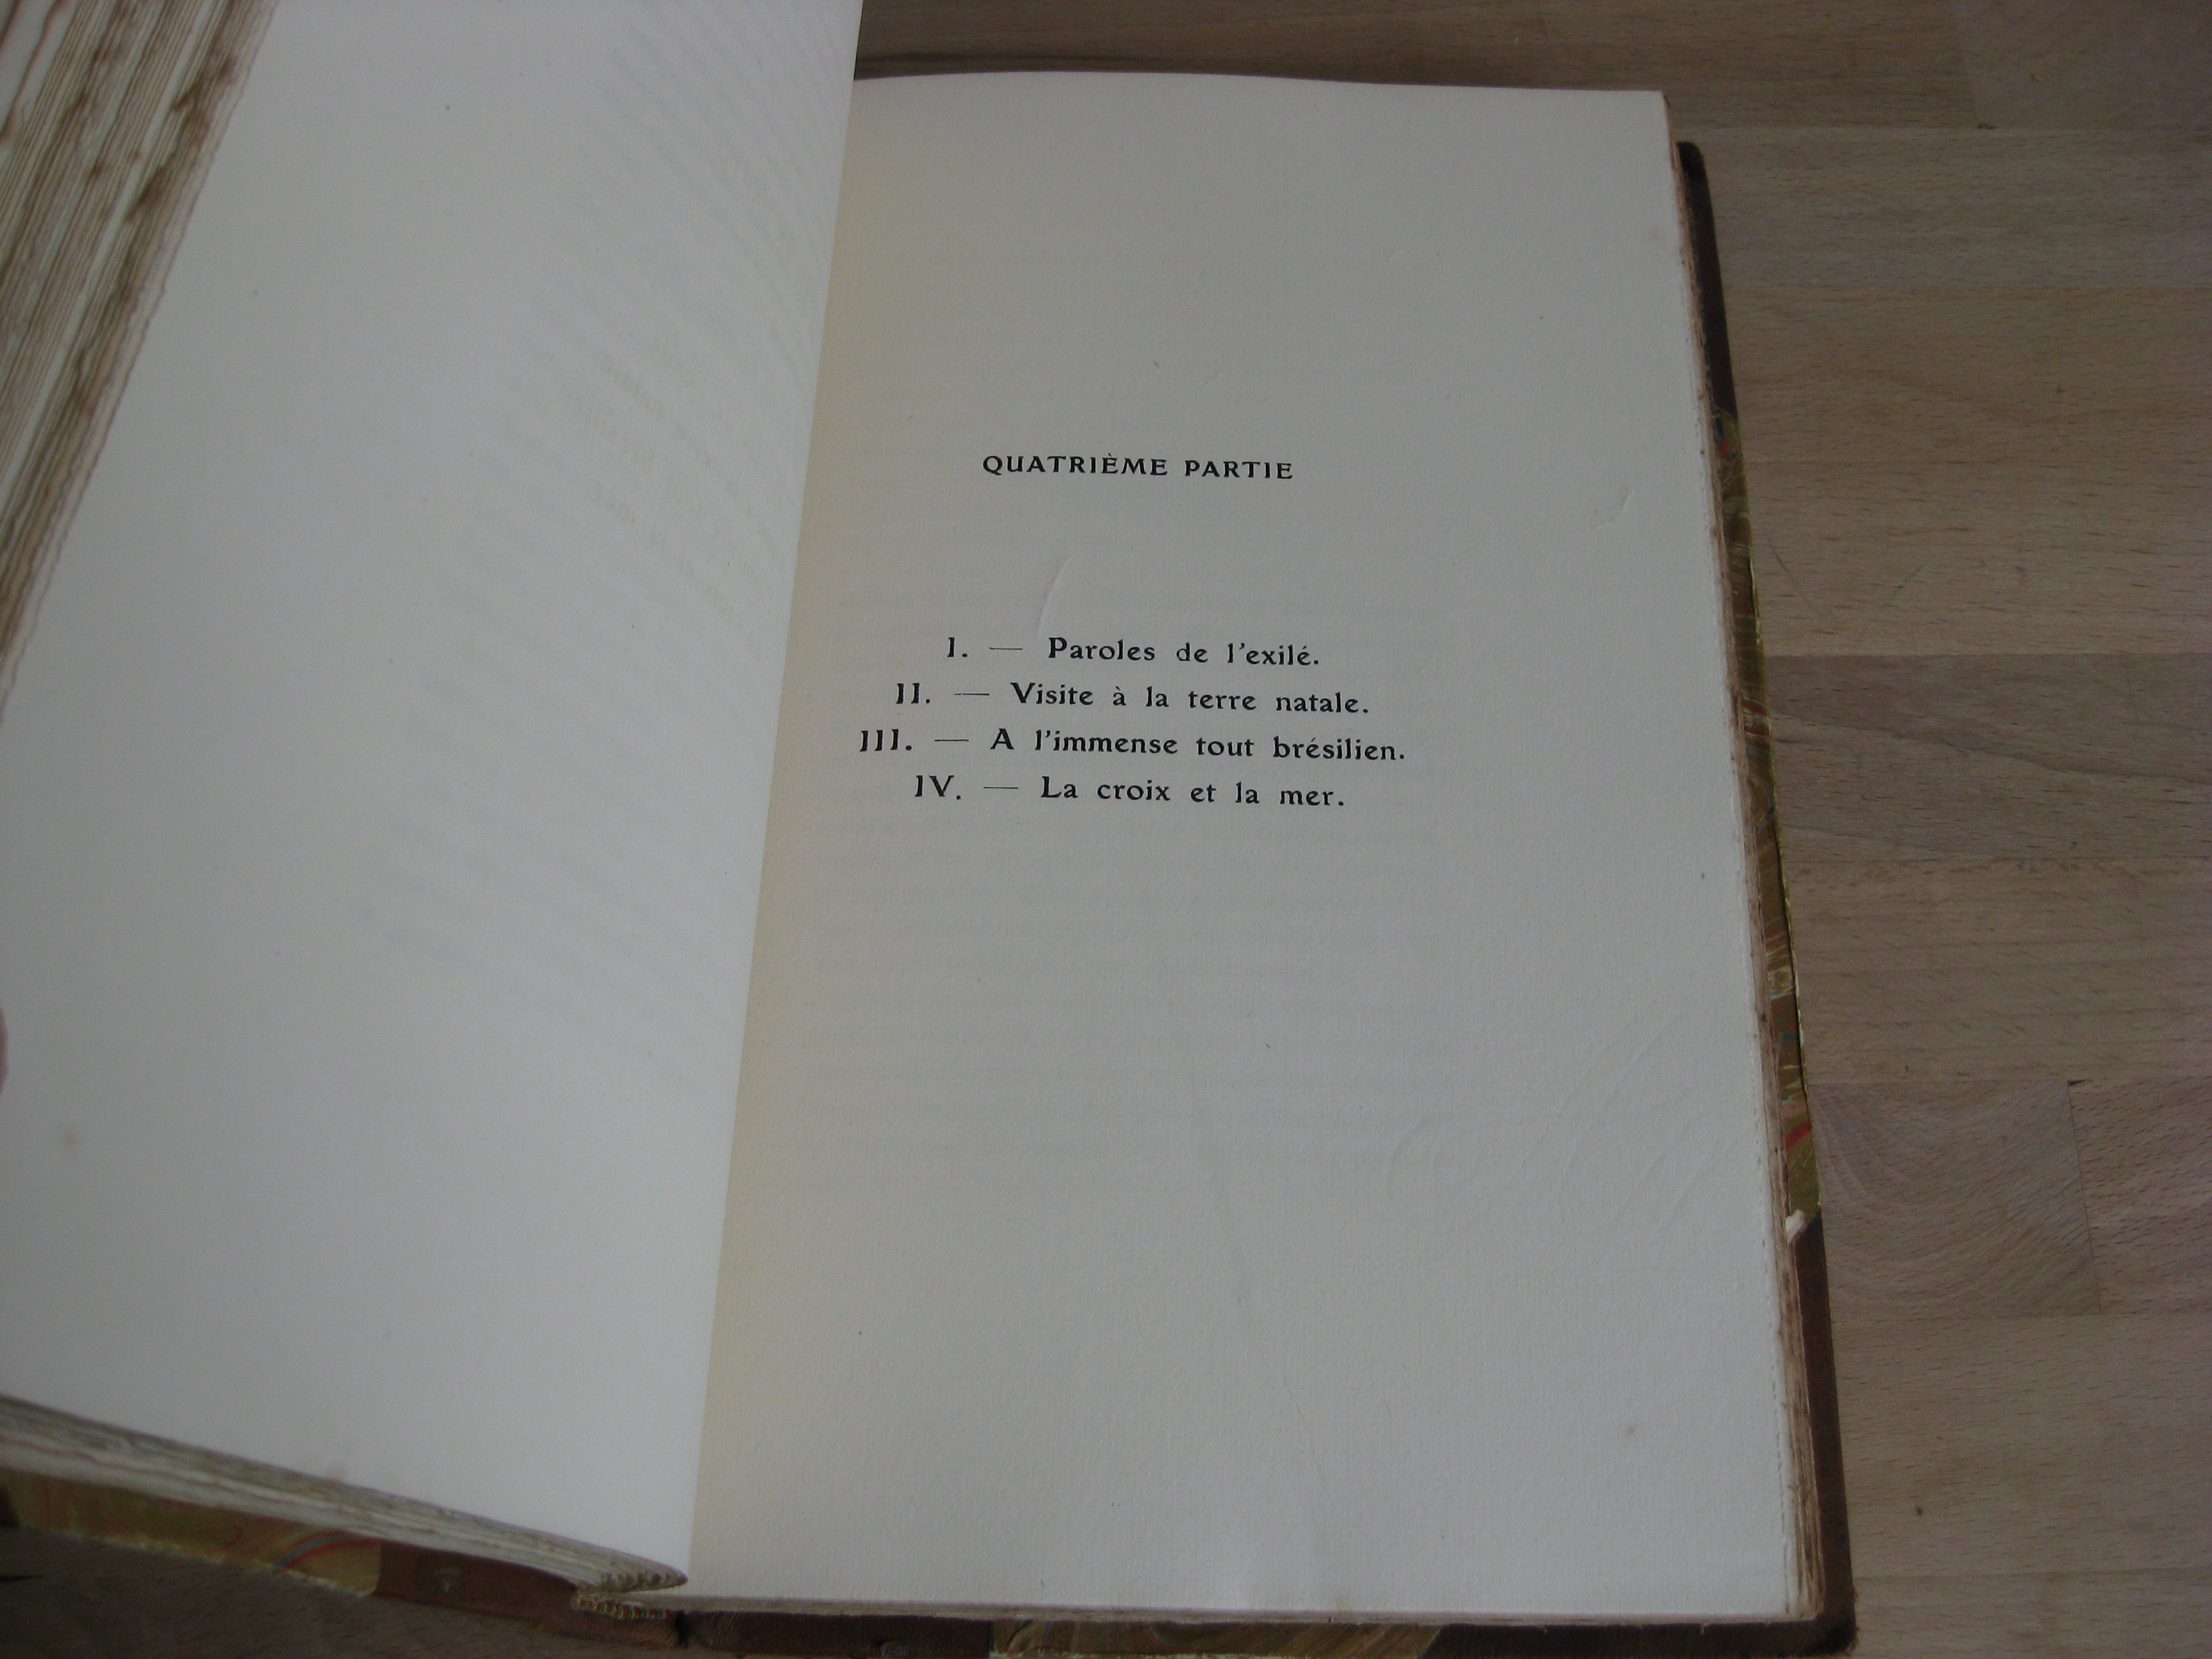 QUATRIÈME PARTIE
I. — Paroles de l'exilé.
II. — Visite à la terre natale.
III. — A l'immense tout brésilien.
IV. — La croix et la mer.